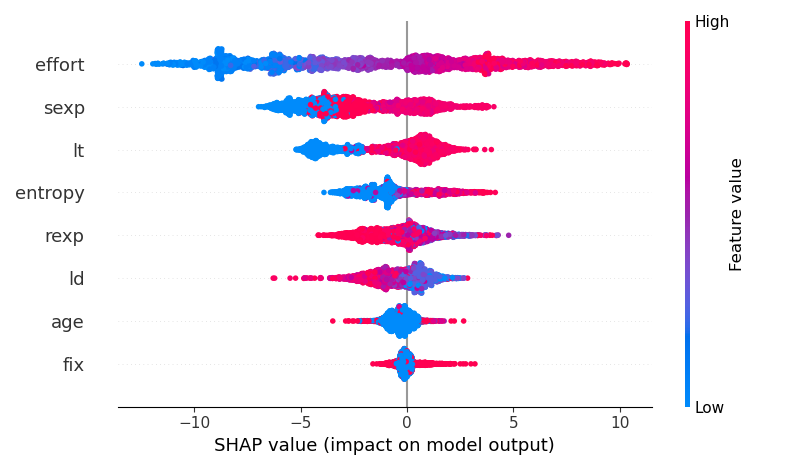 High
effort
sexp
lt
entropy
rexp
ld
age
fix
Feature value
Low
−10 −5 0 5 10
SHAP value (impact on model output)